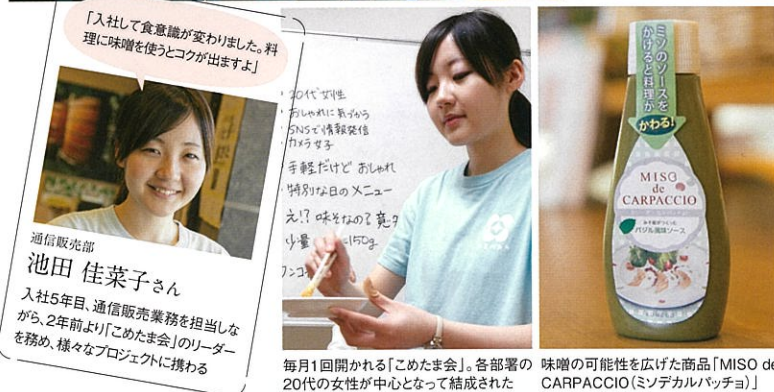 「入社して食意識が変わりました。料
理に味噌を使うとコクが出ますよ」
通信販売部
池田 佳菜子さん
入社5年目、通信販売業務を担当しな
がら、2年前より「こめたま会」のリーダー
を務め、様々なプロジェクトに携わる
20代女性
おしゃれに気づかう
SNSで情報発信
カメラ女子
手軽だけど おしゃれ
特別な日のメニュー
え!? 味そなの?
少量
150g
毎月1回開かれる「こめたま会」。各部署の
20代の女性が中心となって結成された
ミソのソースを
かけると料理が
かわる!
MISO
de
CARPACCIO
バジル風味ソース
味噌の可能性を広げた商品「MISO de
CARPACCIO(ミソデカルパッチョ)」